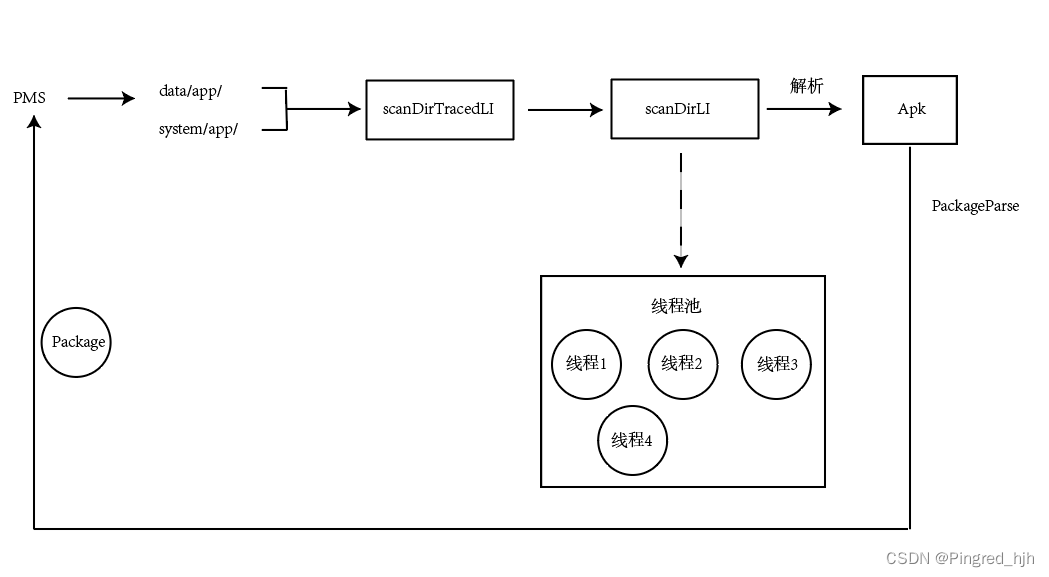 PMS
data/app/
system/app/
scanDirTracedLI
scanDirLI
解析
Apk
PackageParse
线程池
线程1
线程2
线程3
线程4
Package
CSDN @Pingred_hjh